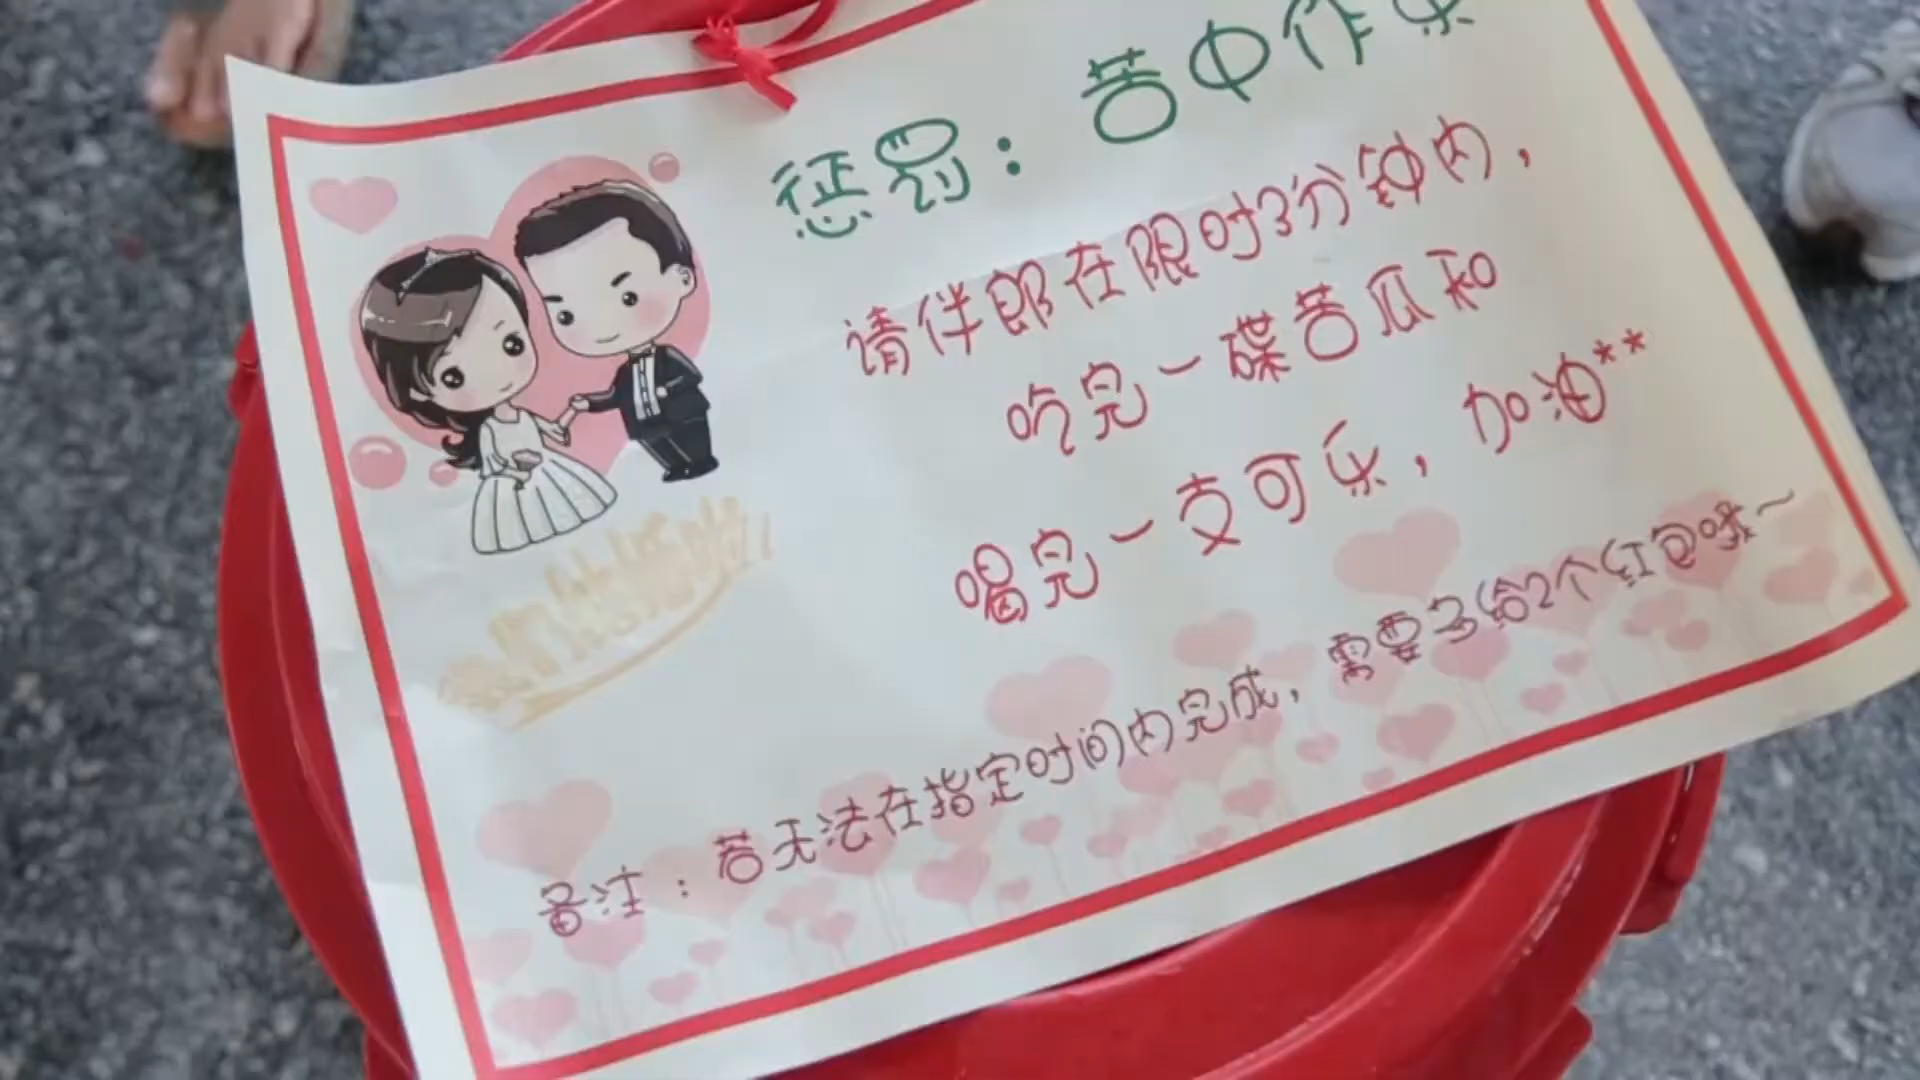 惩罚：苦中作乐
请伴郎在限时3分钟内，
吃完一碟苦瓜和
喝完一支可乐，加油**
备注：若无法在指定时间内完成，需要多给2个红包哦~